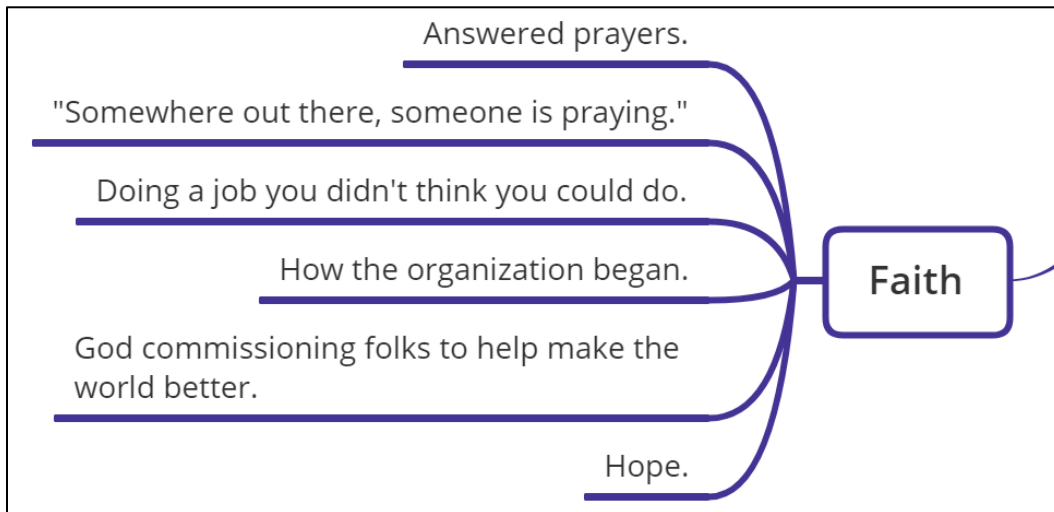 Answered prayers.
"Somewhere out there, someone is praying."
Doing a job you didn't think you could do.
How the organization began.
Faith
God commissioning folks to help make the
world better.
Hope.